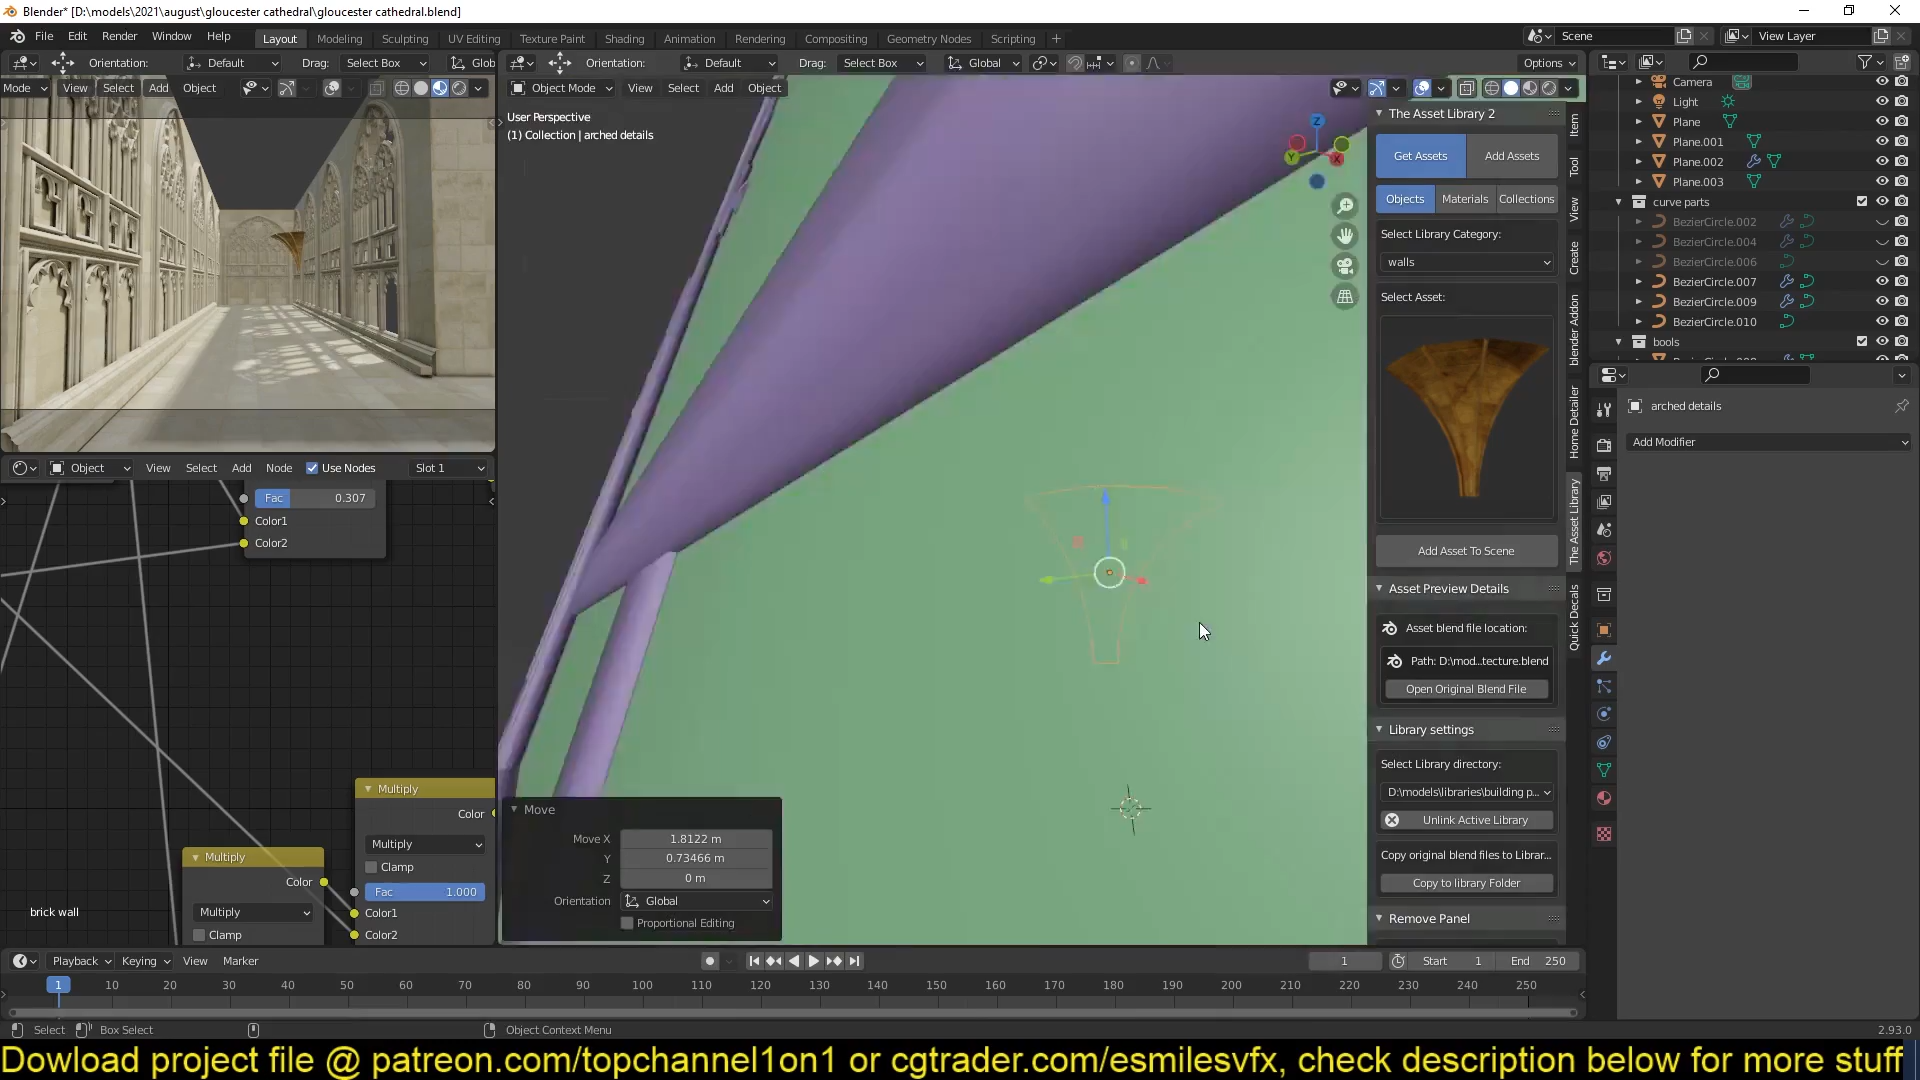 Blender* [D:\models\2021\august\gloucester cathedral\gloucester cathedral.blend]
File Edit Render Window Help Layout Modeling Sculpting UV Editing Texture Paint Shading Animation Rendering Compositing Geometry Nodes Scripting Scene View Layer
Orientation: Default Drag: Select Box Glob Orientation: Default Drag: Select Box Global Options
Mode View Select Add Object
Object Mode View Select Add Object
User Perspective
(1) Collection | arched details
Z
Y
X
The Asset Library 2
Get Assets Add Assets
Objects Materials Collections
Select Library Category:
walls
Select Asset:
Add Asset To Scene
Asset Preview Details
Asset blend file location:
Path: D:\mod...tecture.blend
Open Original Blend File
Library settings
Select Library directory:
D:\models\libraries\building p...
Unlink Active Library
Copy original blend files to Librar...
Copy to library Folder
Remove Panel
Item
Tool
View
Create
blender Addon
Home Detailer
The Asset Library
Quick Decals
Camera
Light
Plane
Plane.001
Plane.002
Plane.003
curve parts
BezierCircle.002
BezierCircle.004
BezierCircle.006
BezierCircle.007
BezierCircle.009
BezierCircle.010
bools
arched details
Add Modifier
Object View Select Add Node Use Nodes Slot 1
Fac 0.307
Color1
Color2
Multiply
Color
Multiply
Clamp
Fac 1.000
Color1
Color2
Multiply
Color
Multiply
Clamp
brick wall
Move
Move X 1.8122 m
Y 0.73466 m
Z 0 m
Orientation Global
Proportional Editing
Playback Keying View Marker 1 Start 1 End 250
1 10 20 30 40 50 60 70 80 90 100 110 120 130 140 150 160 170 180 190 200 210 220 230 240 250
Select Box Select Object Context Menu 2.93.0
Dowload project file @ patreon.com/topchannel1on1 or cgtrader.com/esmilesvfx, check description below for more stuff